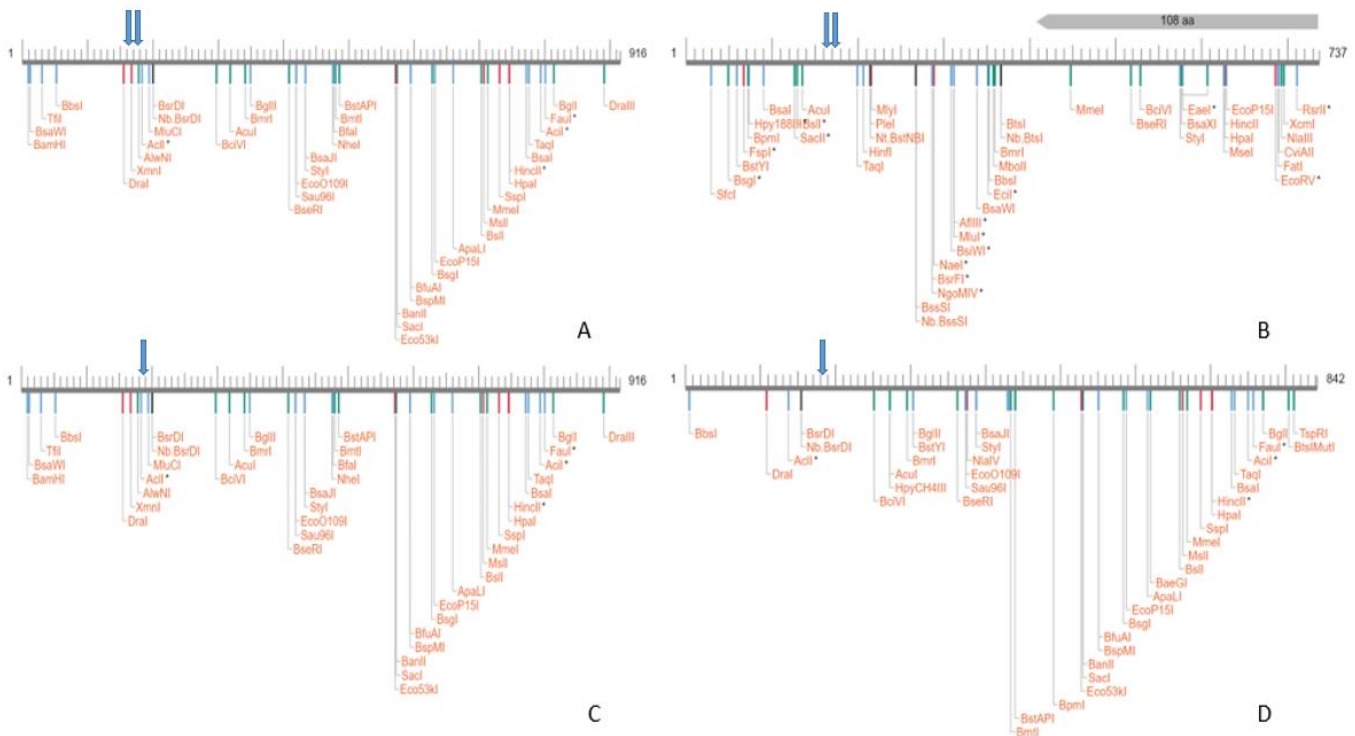 1
916
BbsI
TfiI
BsaWI
BamHI
BsrDI
Nb.BsrDI
MluCI
AclI*
AlwNI
XmnI
DraI
BglII
BmrI
AcuI
BciVI
BstAPI
BmtI
BfaI
NheI
BsaJI
StyI
EcoO109I
Sau96I
BseRI
BglI
FauI*
AciI*
TaqI
BsaI
HincII*
HpaI
SspI
MmeI
MslI
BslI
ApaLI
EcoP15I
BsgI
BfuAI
BspMI
BanII
SacI
Eco53kI
DraIII
A
108 aa
1
737
BsaI
Hpy188III*
BpmI
FspI*
BstYI
BsgI*
SfcI
AcuI
BslI*
SacII*
MlyI
PleI
Nt.BstNBI
HinfI
TaqI
BtsI
Nb.BtsI
BmrI
MboII
BbsI
EciI*
BsaWI
AflIII*
MluI*
BsiWI*
NaeI*
BsrFI*
NgoMIV*
BssSI
Nb.BssSI
MmeI
BciVI
BseRI
EaeI*
BsaXI
StyI
EcoP15I
HincII
HpaI
MseI
RsrII*
XcmI
NlaIII
CviAII
FatI
EcoRV*
B
1
916
BbsI
TfiI
BsaWI
BamHI
BsrDI
Nb.BsrDI
MluCI
AclI*
AlwNI
XmnI
DraI
BglII
BmrI
AcuI
BciVI
BstAPI
BmtI
BfaI
NheI
BsaJI
StyI
EcoO109I
Sau96I
BseRI
BglI
FauI*
AciI*
TaqI
BsaI
HincII*
HpaI
SspI
MmeI
MslI
BslI
ApaLI
EcoP15I
BsgI
BfuAI
BspMI
BanII
SacI
Eco53kI
DraIII
C
1
842
BbsI
BsrDI
Nb.BsrDI
AclI*
DraI
BglII
BstYI
BmrI
AcuI
HpyCH4III
BciVI
BsaJI
StyI
NlaIV
EcoO109I
Sau96I
BseRI
BglI
FauI*
AciI*
TaqI
BsaI
HincII*
HpaI
SspI
MmeI
MslI
BslI
BaeGI
ApaLI
EcoP15I
BsgI
BfuAI
BspMI
BanII
SacI
Eco53kI
BpmI
BstAPI
BmtI
TspRI
BtsIMutI
D